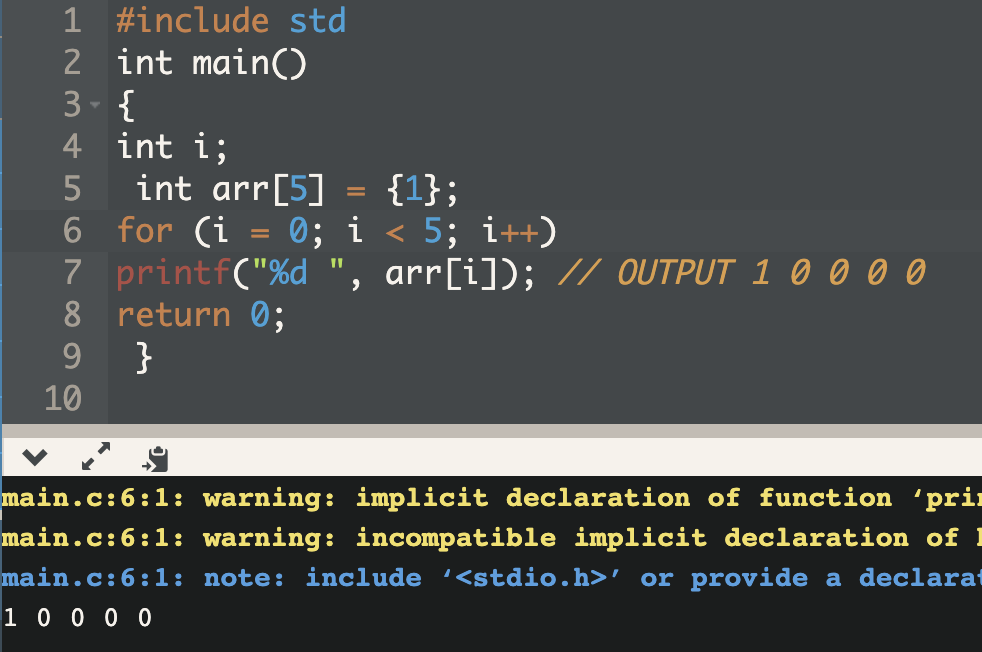 1 #include std
2 int main()
3 {
4 int i;
5 int arr[5] = {1};
6 for (i = 0; i < 5; i++)
7 printf("%d ", arr[i]); // OUTPUT 1 0 0 0 0
8 return 0;
9 }
10
main.c:6:1: warning: implicit declaration of function ‘prin
main.c:6:1: warning: incompatible implicit declaration of
main.c:6:1: note: include ‘<stdio.h>’ or provide a declarat
1 0 0 0 0